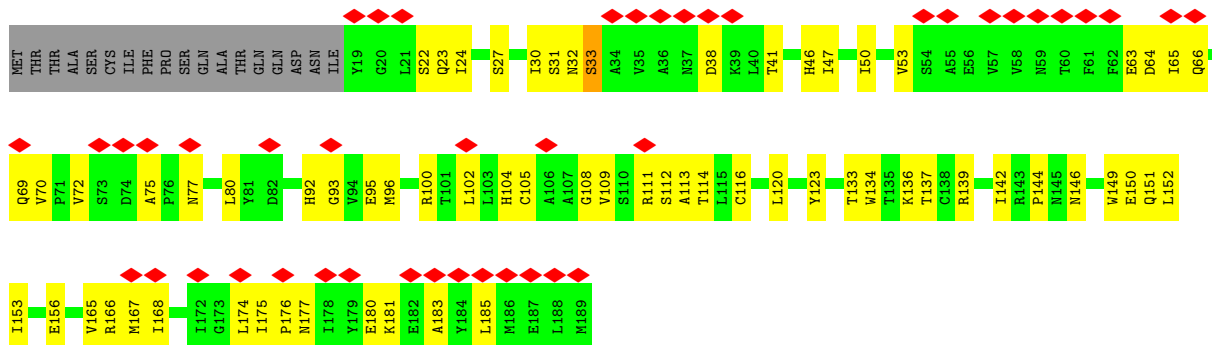 MET THR THR ALA SER CYS ILE PHE PRO SER GLN ALA THR GLN GLN ASP ASN ILE Y19 G20 L21 S22 Q23 I24 S27 I30 S31 N32 S33 A34 V35 A36 N37 D38 K39 L40 T41 H46 I47 I50 V53 S54 A55 E56 V57 V58 N59 T60 F61 F62 E63 D64 I65 Q66
Q69 V70 P71 V72 S73 D74 A75 P76 N77 L80 Y81 D82 H92 G93 V94 E95 M96 R100 T101 L102 L103 H104 C105 A106 A107 G108 V109 S110 R111 S112 A113 T114 L115 C116 L120 Y123 T133 W134 T135 K136 T137 C138 R139 I142 R143 P144 N145 N146 W149 E150 Q151 L152
I153 E156 V165 R166 M167 I168 I172 G173 L174 I175 P176 N177 I178 Y179 E180 K181 E182 A183 Y184 L185 M186 E187 L188 M189